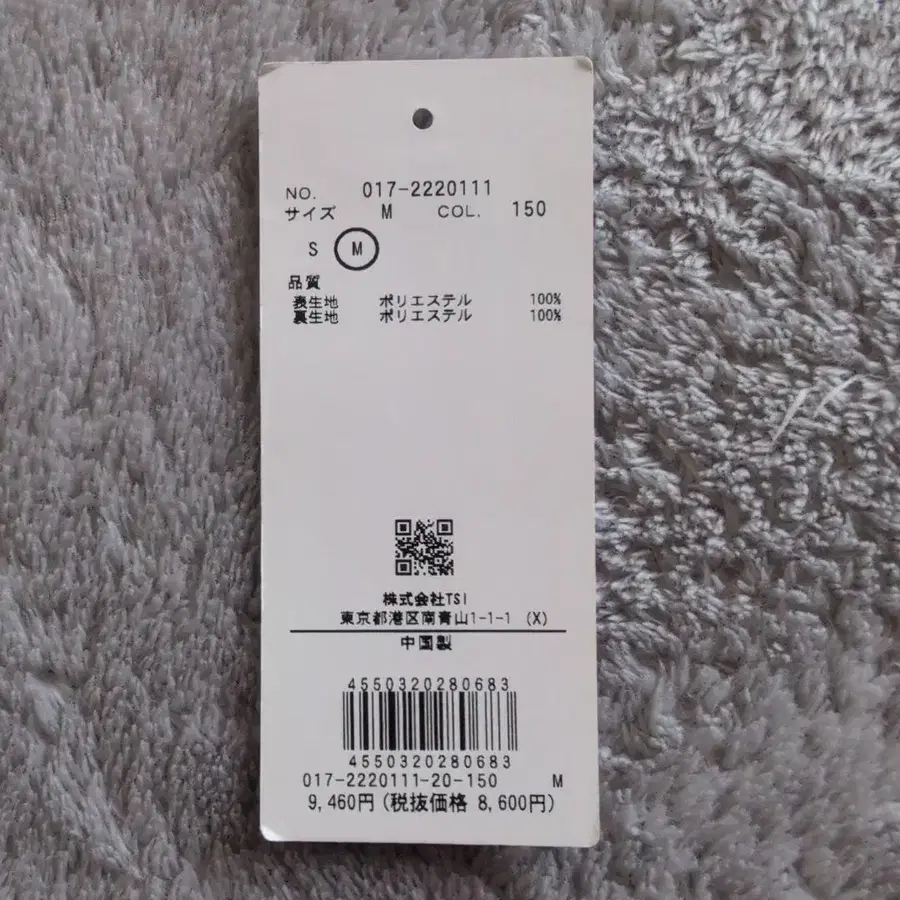 NO. 017-2220111
サイズ M COL. 150
S M
品質
表生地 ポリエステル 100%
裏生地 ポリエステル 100%
株式会社TSI
東京都港区南青山1-1-1 (X)
中国製
4550320280683
4550320280683
017-2220111-20-150 M
9,460円(税抜価格 8,600円)